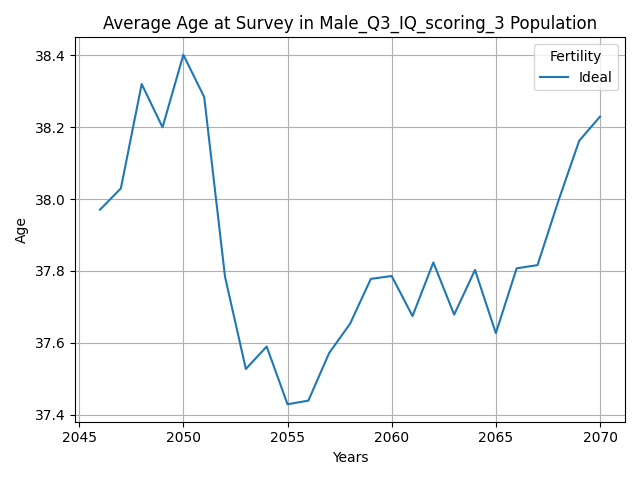 Average Age at Survey in Male_Q3_IQ_scoring_3 Population
Fertility
Ideal
38.4
38.2
38.0
37.8
37.6
37.4
Age
2045
2050
2055
2060
2065
2070
Years